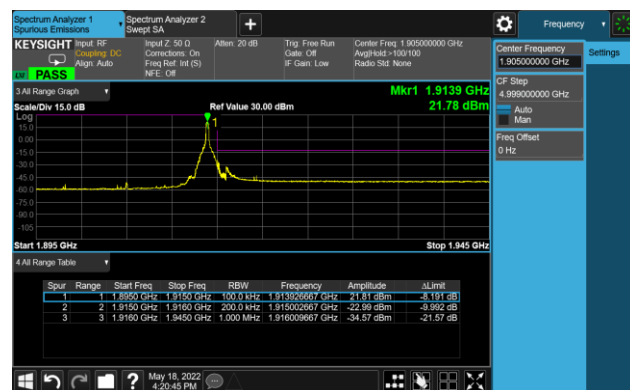 Spectrum Analyzer 1
Spurious Emissions
Spectrum Analyzer 2
Swept SA
Frequency
KEYSIGHT
Input: RF
Coupling: DC
Align: Auto
Input Z: 50 Ω
Corrections: On
Freq Ref: Int (S)
NFE: Off
Atten: 20 dB
Trig: Free Run
Gate: Off
IF Gain: Low
Center Freq: 1.905000000 GHz
Avg|Hold:>100/100
Radio Std: None
PASS
Center Frequency
1.905000000 GHz
Settings
CF Step
4.999000000 GHz
Auto
Man
Freq Offset
0 Hz
3 All Range Graph
Mkr1 1.9139 GHz
Scale/Div 15.0 dB
Ref Value 30.00 dBm
21.78 dBm
Log
1
15.0
0.00
-15.0
-30.0
-45.0
-60.0
-75.0
-90.0
-105
Start 1.895 GHz
Stop 1.945 GHz
4 All Range Table
Spur Range Start Freq Stop Freq RBW Frequency Amplitude ΔLimit
1 1 1.8950 GHz 1.9150 GHz 100.0 kHz 1.913926667 GHz 21.81 dBm -8.191 dB
2 2 1.9150 GHz 1.9160 GHz 200.0 kHz 1.915002667 GHz -22.99 dBm -9.992 dB
3 3 1.9160 GHz 1.9450 GHz 1.000 MHz 1.916009667 GHz -34.57 dBm -21.57 dB
?
May 18, 2022
4:20:45 PM